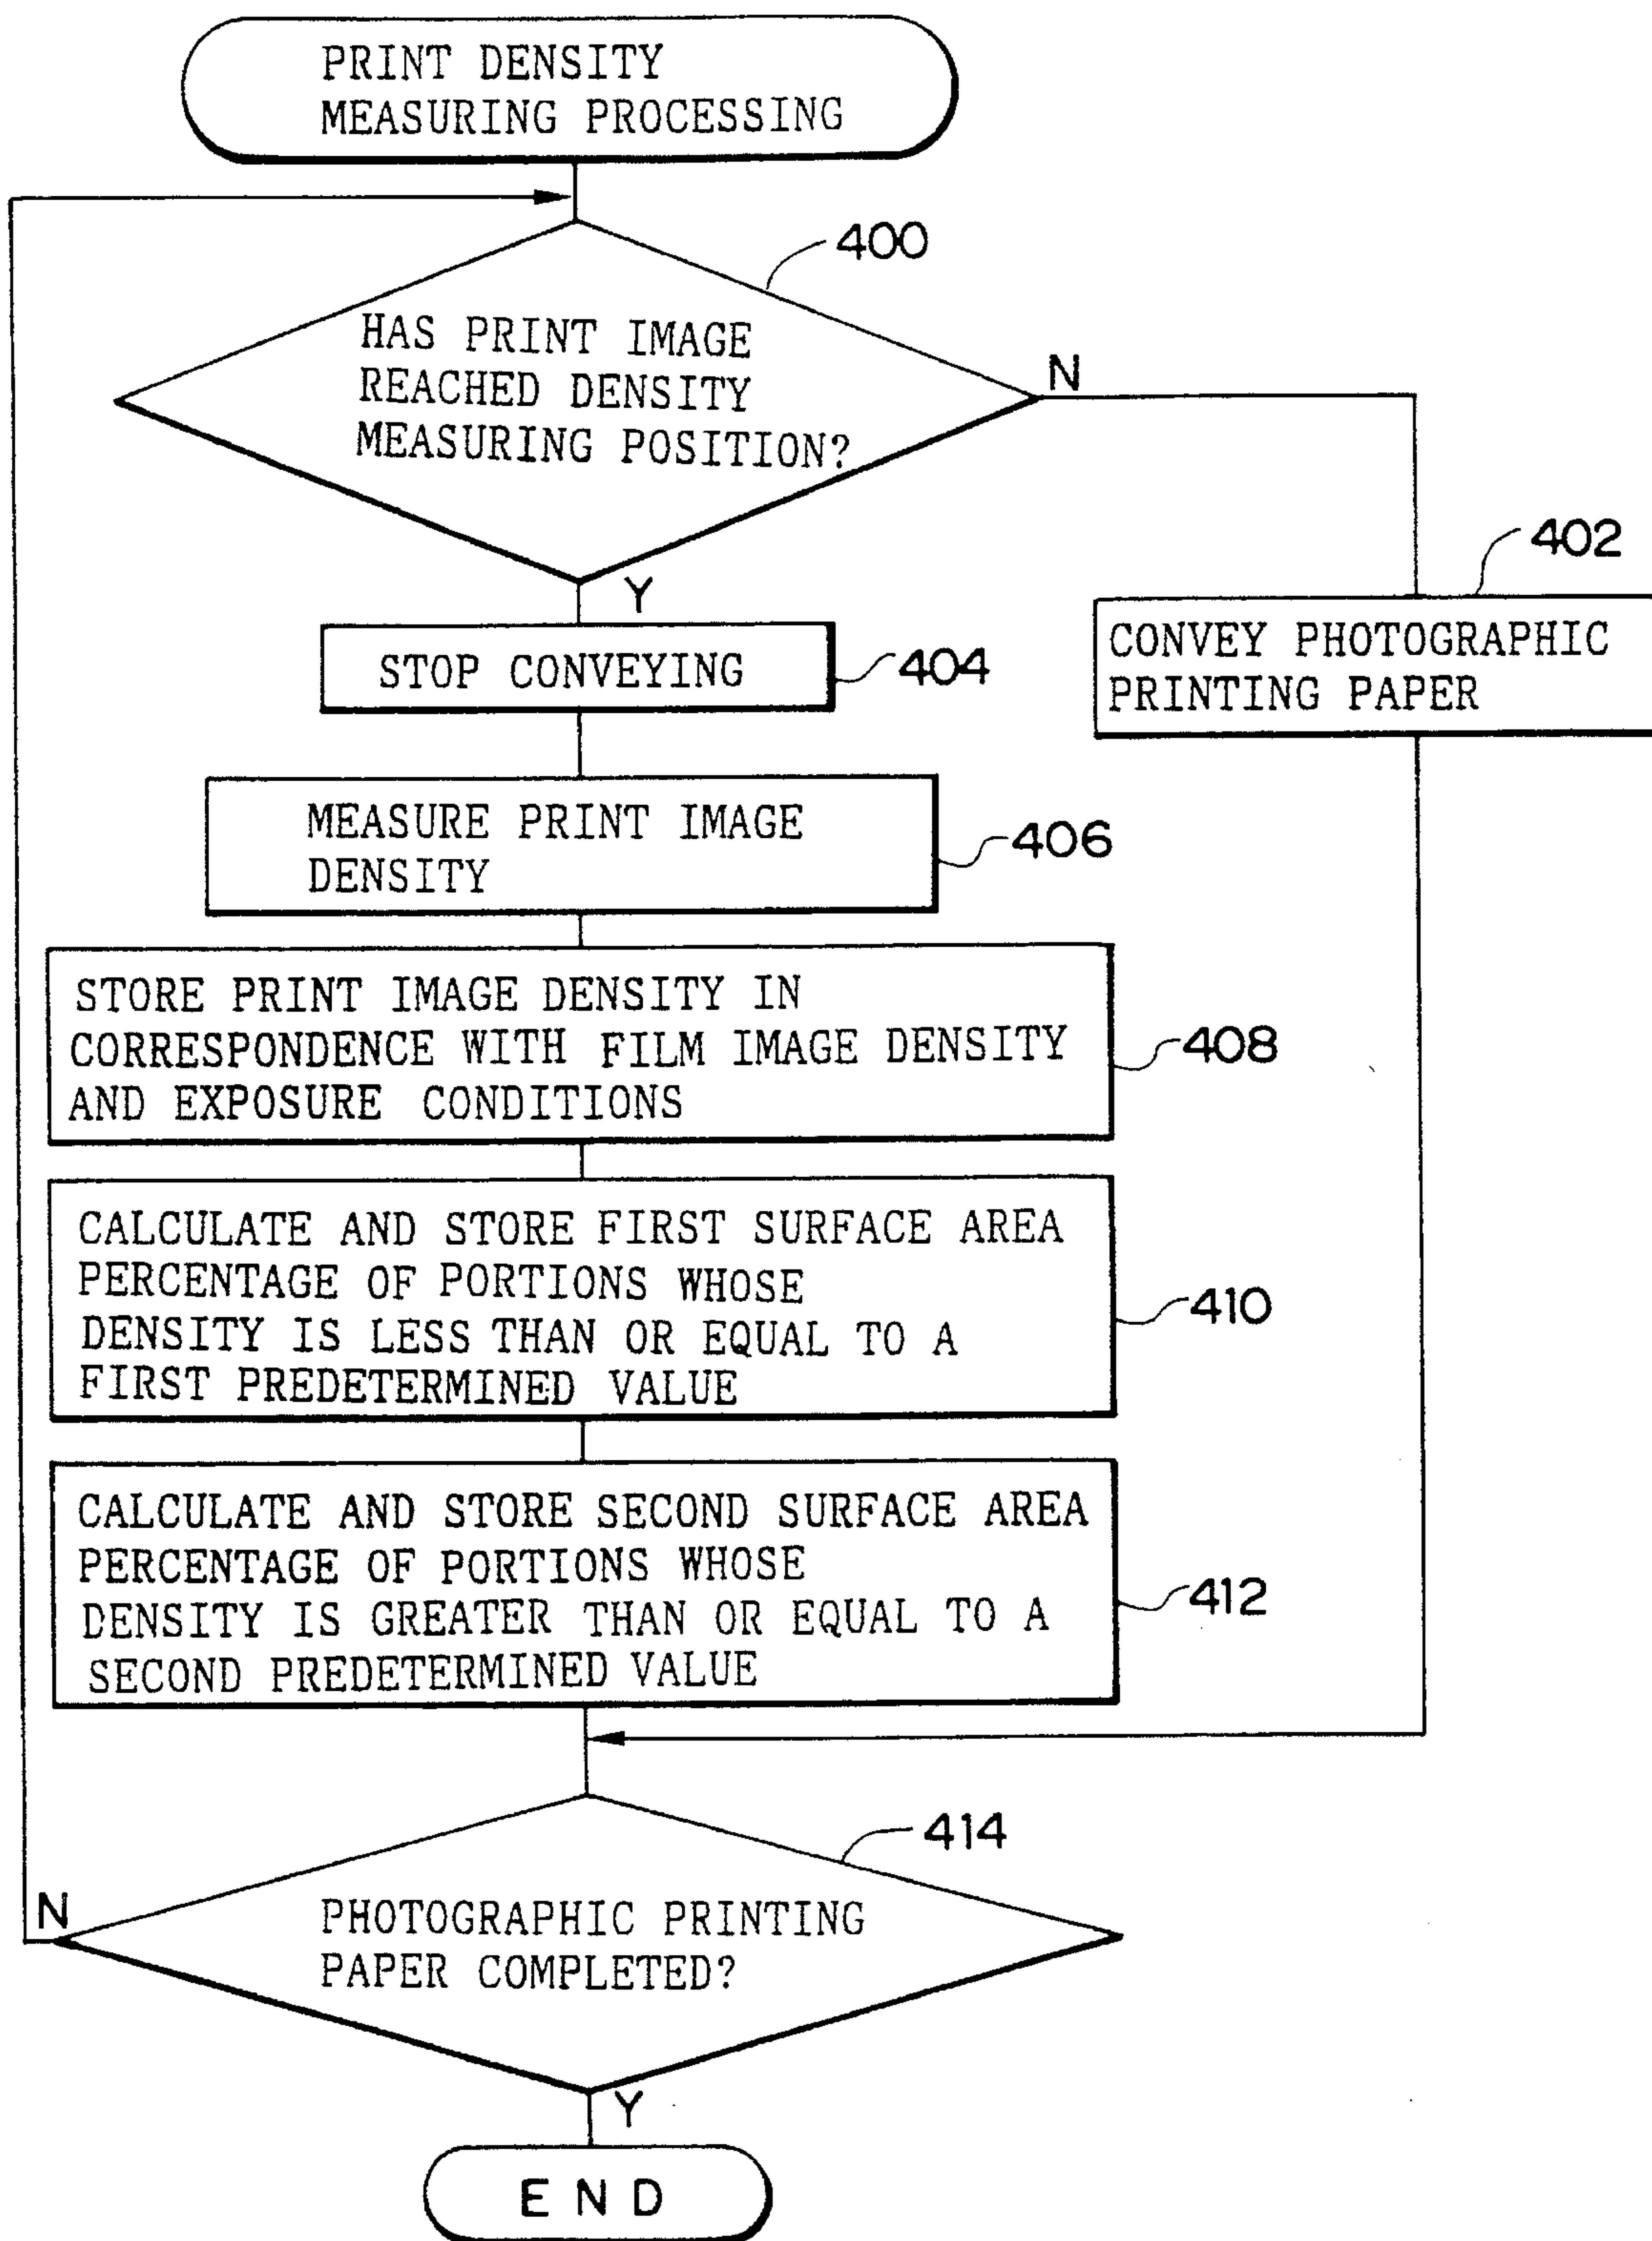 PRINT DENSITY
MEASURING PROCESSING
400
HAS PRINT IMAGE
REACHED DENSITY
MEASURING POSITION?
N
Y
402
CONVEY PHOTOGRAPHIC
PRINTING PAPER
STOP CONVEYING
404
MEASURE PRINT IMAGE
DENSITY
406
STORE PRINT IMAGE DENSITY IN
CORRESPONDENCE WITH FILM IMAGE DENSITY
AND EXPOSURE CONDITIONS
408
CALCULATE AND STORE FIRST SURFACE AREA
PERCENTAGE OF PORTIONS WHOSE
DENSITY IS LESS THAN OR EQUAL TO A
FIRST PREDETERMINED VALUE
410
CALCULATE AND STORE SECOND SURFACE AREA
PERCENTAGE OF PORTIONS WHOSE
DENSITY IS GREATER THAN OR EQUAL TO A
SECOND PREDETERMINED VALUE
412
414
N
PHOTOGRAPHIC PRINTING
PAPER COMPLETED?
Y
END